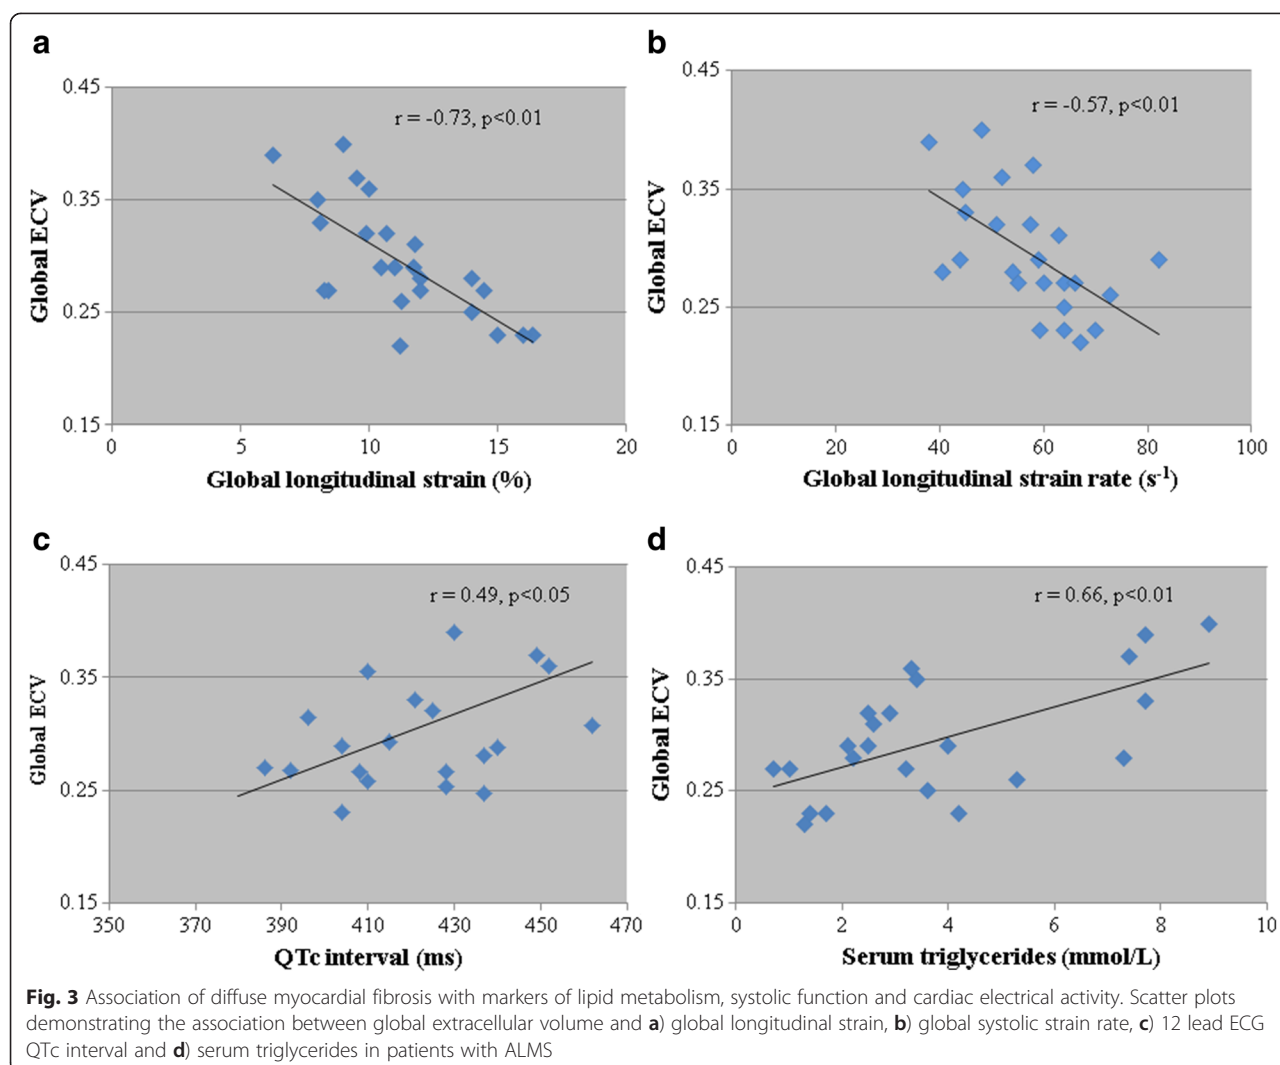 a
0.45
0.35
0.25
0.15
Global ECV
r = -0.73, p<0.01
0 5 10 15 20
Global longitudinal strain (%)
b
0.45
0.35
0.25
0.15
Global ECV
r = -0.57, p<0.01
0 20 40 60 80 100
Global longitudinal strain rate (s-1)
c
0.45
0.35
0.25
0.15
Global ECV
r = 0.49, p<0.05
350 370 390 410 430 450 470
QTc interval (ms)
d
0.45
0.35
0.25
0.15
Global ECV
r = 0.66, p<0.01
0 2 4 6 8 10
Serum triglycerides (mmol/L)
Fig. 3 Association of diffuse myocardial fibrosis with markers of lipid metabolism, systolic function and cardiac electrical activity. Scatter plots
demonstrating the association between global extracellular volume and a) global longitudinal strain, b) global systolic strain rate, c) 12 lead ECG
QTc interval and d) serum triglycerides in patients with ALMS